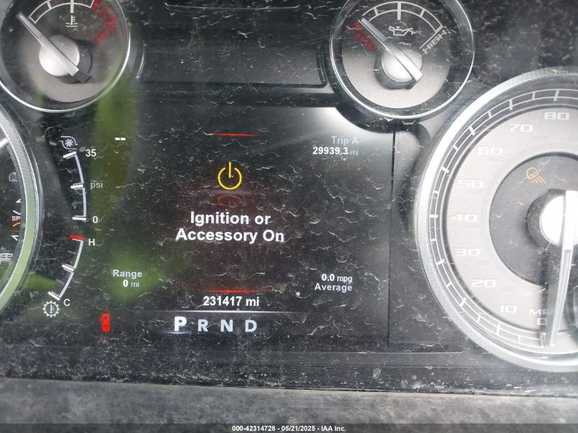 Trip A
29939.3 mi
--
35
psi
0
H
C
Ignition or
Accessory On
Range
0 mi
0.0 mpg
Average
231417 mi
P R N D
80
70
60
50
40
30
20
10
000-42314728 - 05/21/2025 - IAA Inc.